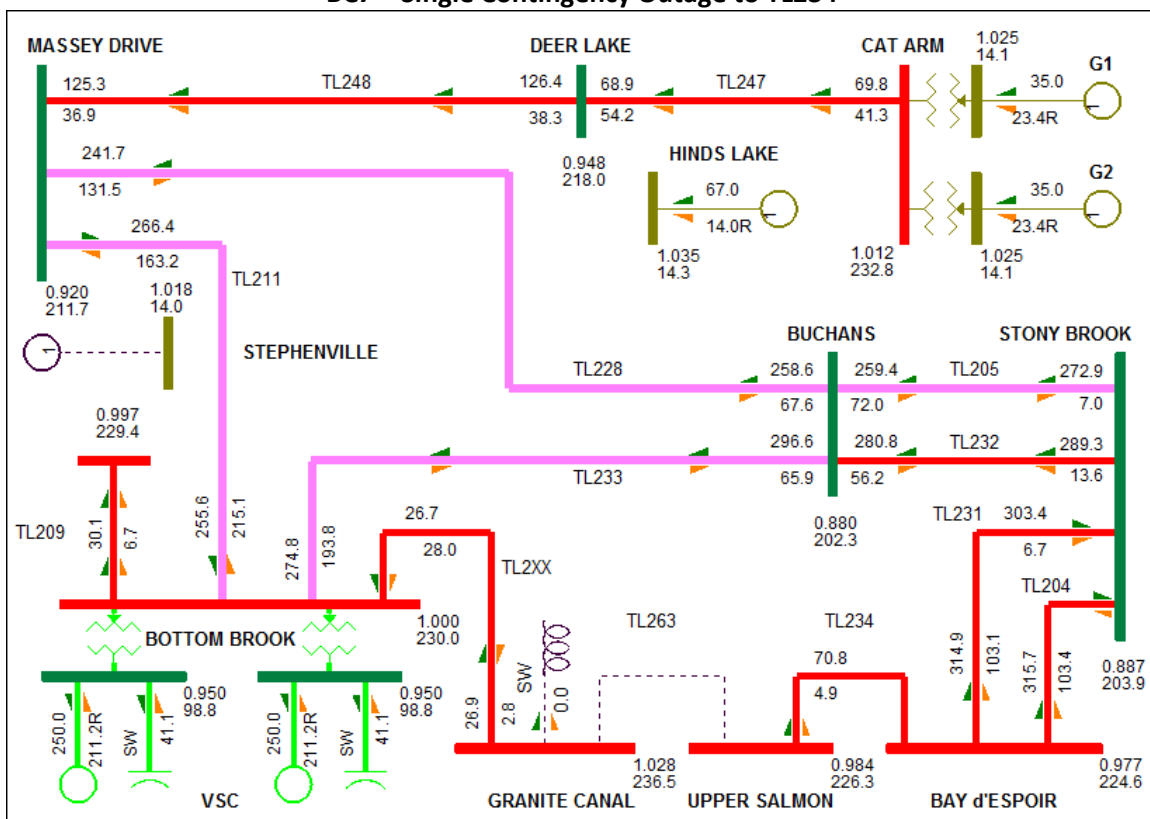 Single Contingency Outage to TL234
MASSEY DRIVE
DEER LAKE
CAT ARM
1.025
14.1
G1
125.3
TL248
126.4
68.9
TL247
69.8
35.0
36.9
38.3
54.2
41.3
23.4R
241.7
131.5
0.948
218.0
HINDS LAKE
67.0
14.0R
G2
35.0
23.4R
266.4
163.2
TL211
1.035
14.3
1.012
232.8
1.025
14.1
0.920
211.7
1.018
14.0
1
STEPHENVILLE
BUCHANS
STONY BROOK
TL228
258.6
259.4
TL205
272.9
67.6
72.0
7.0
0.997
229.4
296.6
280.8
TL232
289.3
TL233
65.9
56.2
13.6
TL209
30.1
6.7
255.6
215.1
274.8
193.8
26.7
28.0
TL2XX
0.880
202.3
TL231
303.4
6.7
TL204
BOTTOM BROOK
1.000
230.0
TL263
TL234
70.8
4.9
314.9
103.1
315.7
103.4
0.887
203.9
250.0
211.2R
SW
41.1
0.950
98.8
250.0
211.2R
SW
41.1
0.950
98.8
26.9
2.8
SW
0.0
1.028
236.5
0.984
226.3
0.977
224.6
VSC
GRANITE CANAL
UPPER SALMON
BAY d'ESPOIR